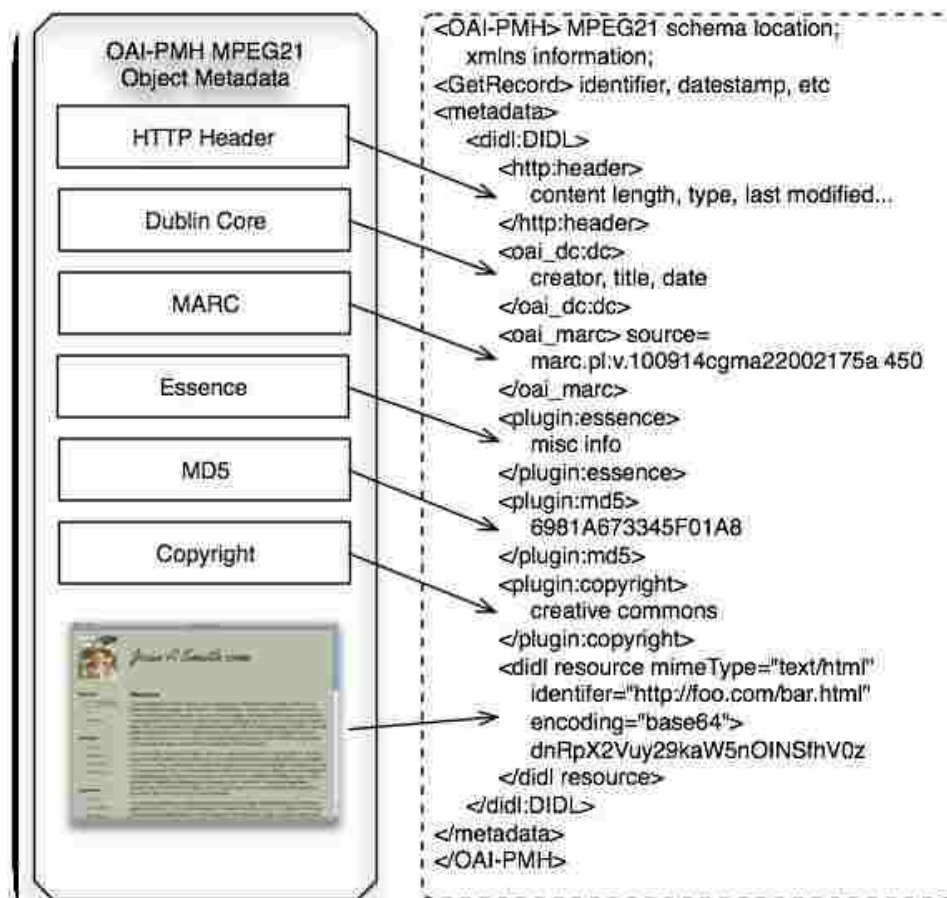 OAI-PMH MPEG21
Object Metadata
HTTP Header
Dublin Core
MARC
Essence
MD5
Copyright
<OAI-PMH> MPEG21 schema location;
xmlns information;
<GetRecord> identifier, datestamp, etc
<metadata>
<didl:DIDL>
<http:header>
content length, type, last modified...
</http:header>
<oai_dc:dc>
creator, title, date
</oai_dc:dc>
<oai_marc> source=
marc.pl:v.100914cgma22002175a 450
</oai_marc>
<plugin:essence>
misc info
</plugin:essence>
<plugin:md5>
6981A673345F01A8
</plugin:md5>
<plugin:copyright>
creative commons
</plugin:copyright>
<didl resource mimeType="text/html"
identifer="http://foo.com/bar.html"
encoding="base64">
dnRpX2Vuy29kaW5nOINSfhV0z
</didl resource>
</didl:DIDL>
</metadata>
</OAI-PMH>